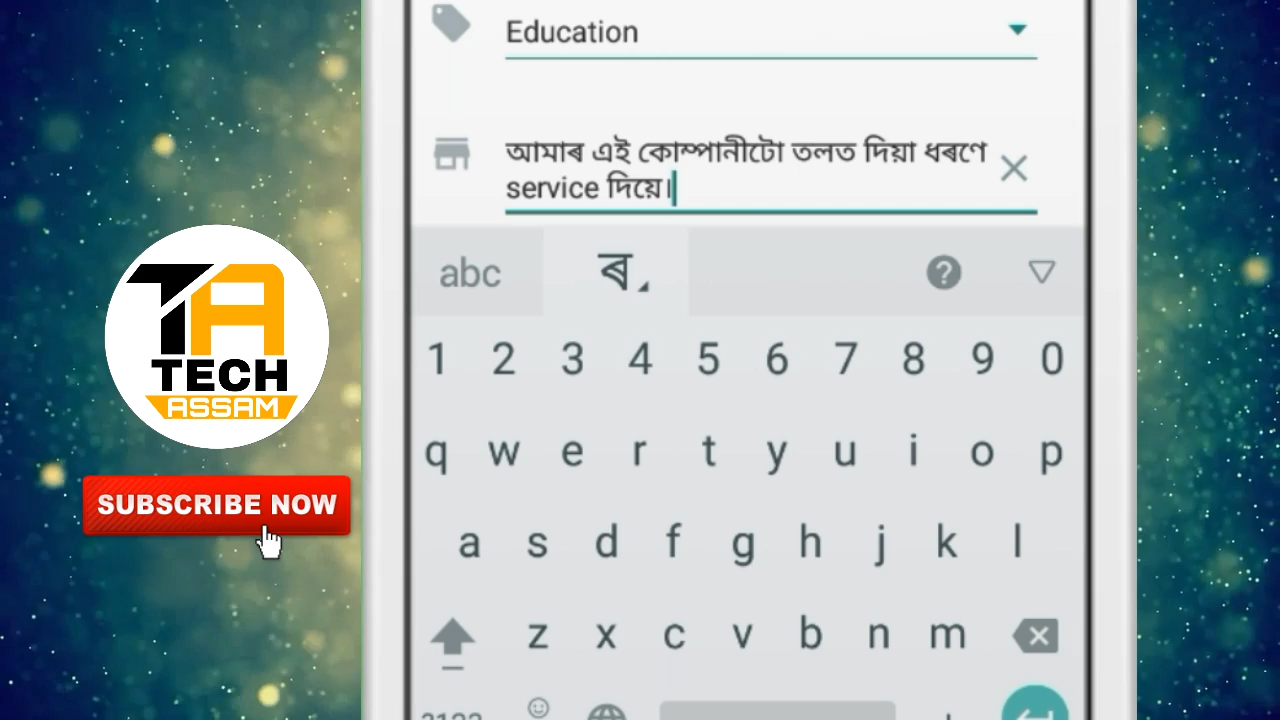 Education
আমাৰ এই কোম্পানীটো তলত দিয়া ধৰণে
service দিয়ে।
abc ৰ
1 2 3 4 5 6 7 8 9 0
q w e r t y u i o p
a s d f g h j k l
z x c v b n m
TA
TECH
ASSAM
SUBSCRIBE NOW